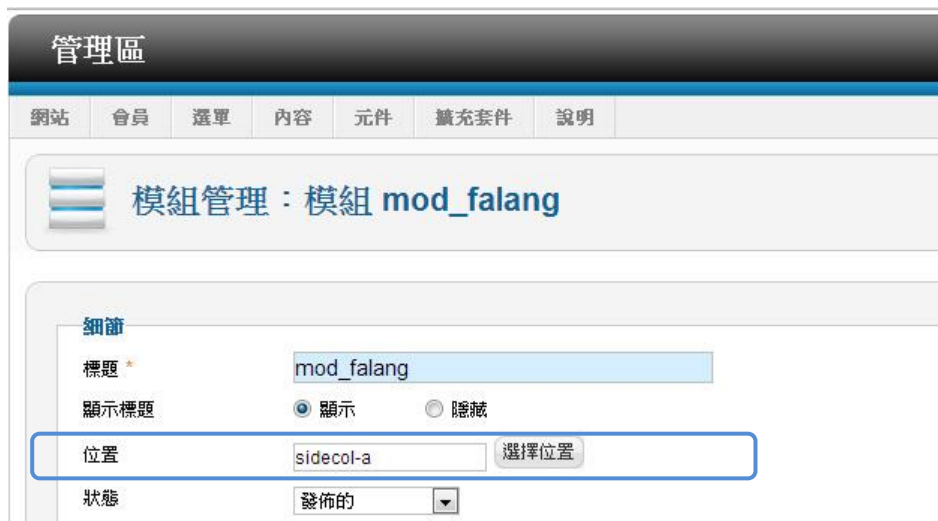 管理區
網站 會員 選單 內容 元件 擴充套件 說明
模組管理：模組 mod_falang
細節
標題 * mod_falang
顯示標題 顯示 隱藏
位置 sidecol-a 選擇位置
狀態 發佈的